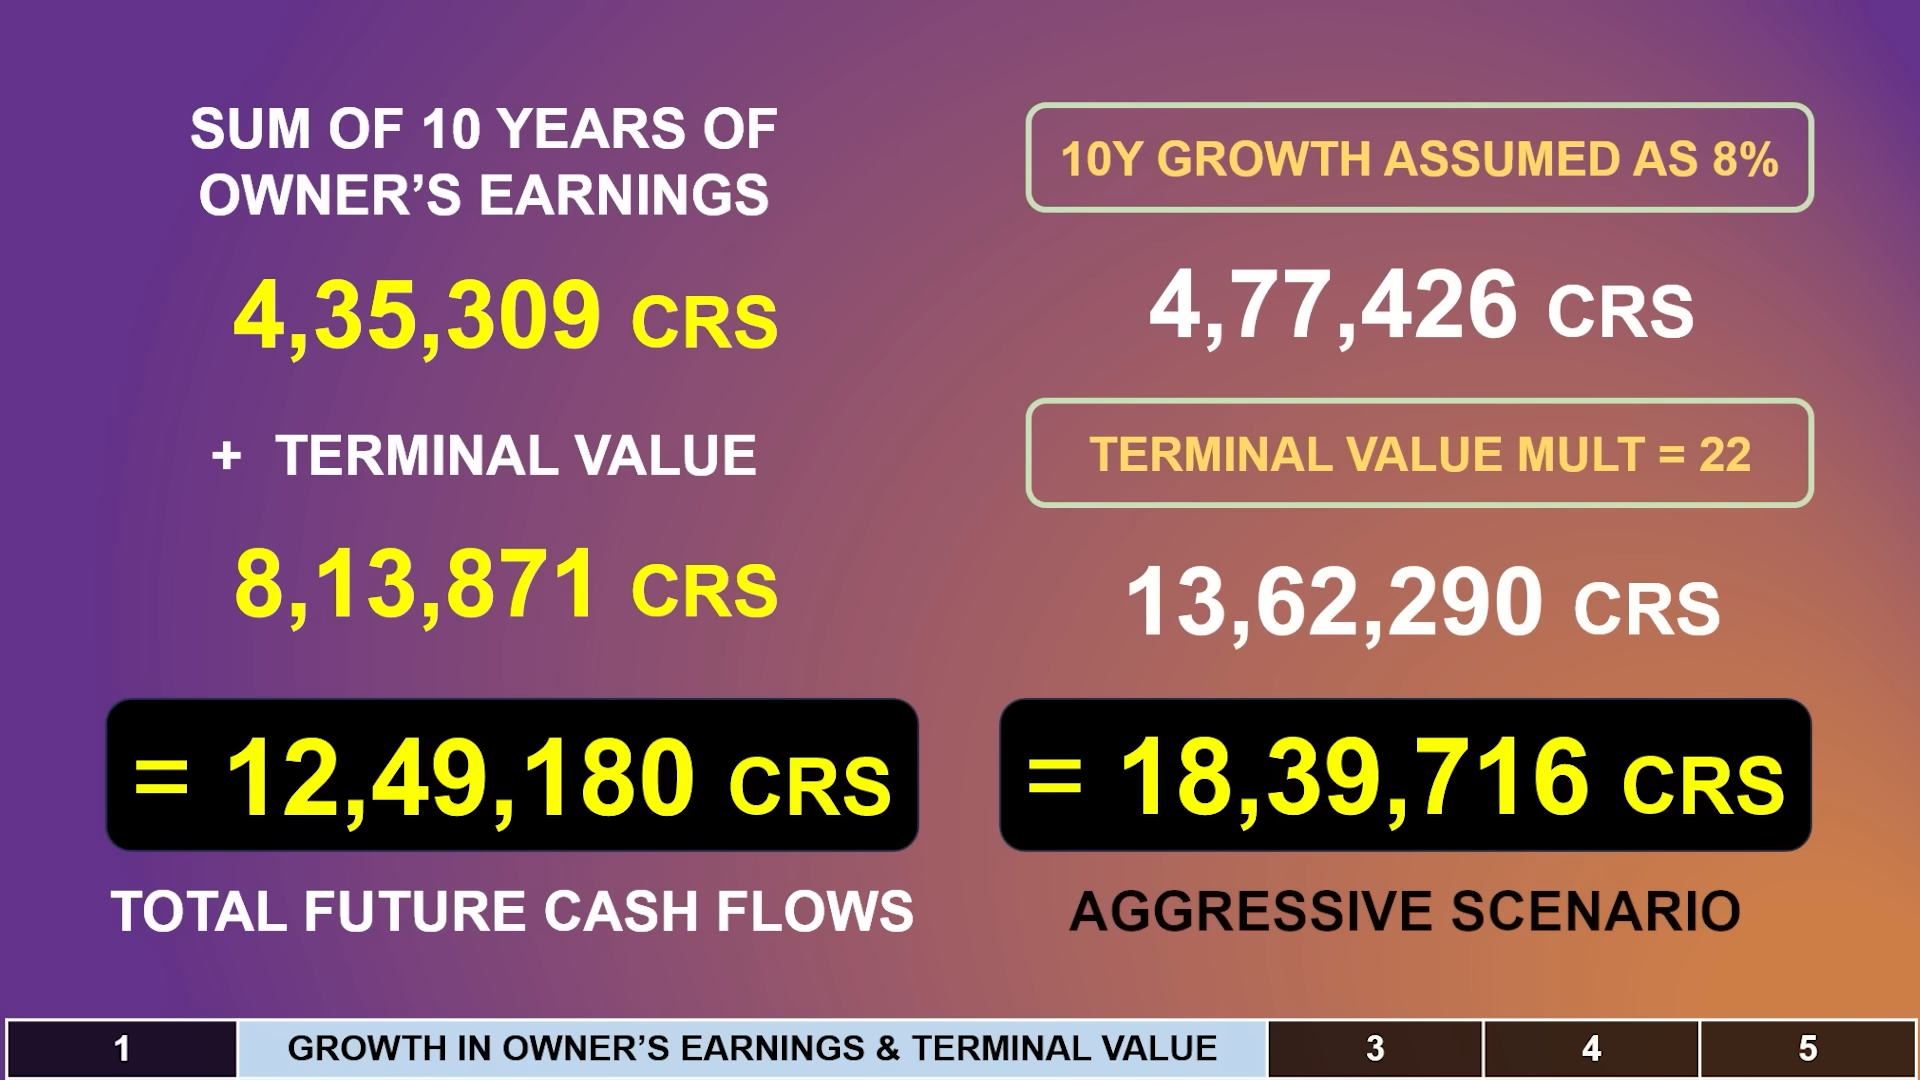 SUM OF 10 YEARS OF
OWNER’S EARNINGS
4,35,309 CRS
+ TERMINAL VALUE
8,13,871 CRS
= 12,49,180 CRS
TOTAL FUTURE CASH FLOWS
10Y GROWTH ASSUMED AS 8%
4,77,426 CRS
TERMINAL VALUE MULT = 22
13,62,290 CRS
= 18,39,716 CRS
AGGRESSIVE SCENARIO
1
GROWTH IN OWNER’S EARNINGS & TERMINAL VALUE
3
4
5